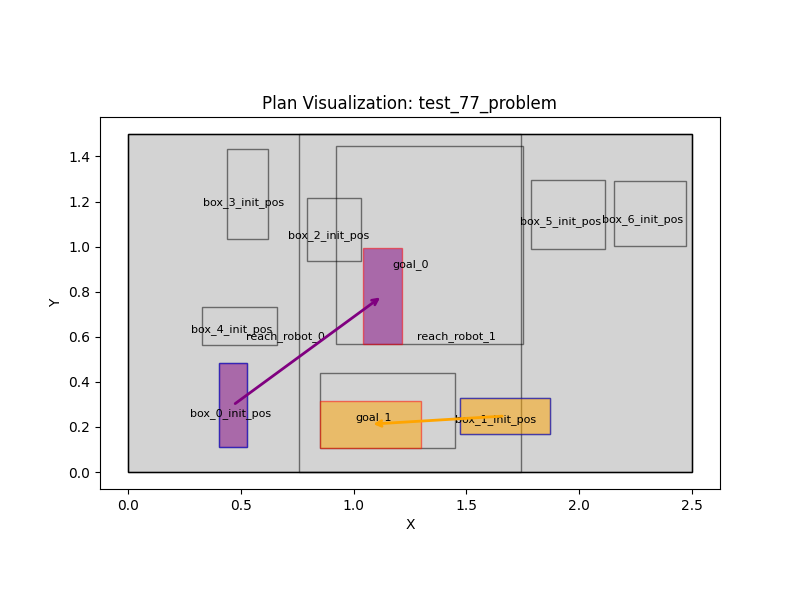 Plan Visualization: test_77_problem
1.4
1.2
1.0
0.8
0.6
0.4
0.2
0.0
Y
box_3_init_pos
box_2_init_pos
box_5_init_pos
box_6_init_pos
goal_0
box_4_init_pos
reach_robot_0
reach_robot_1
box_0_init_pos
goal_1
box_1_init_pos
0.0
0.5
1.0
1.5
2.0
2.5
X